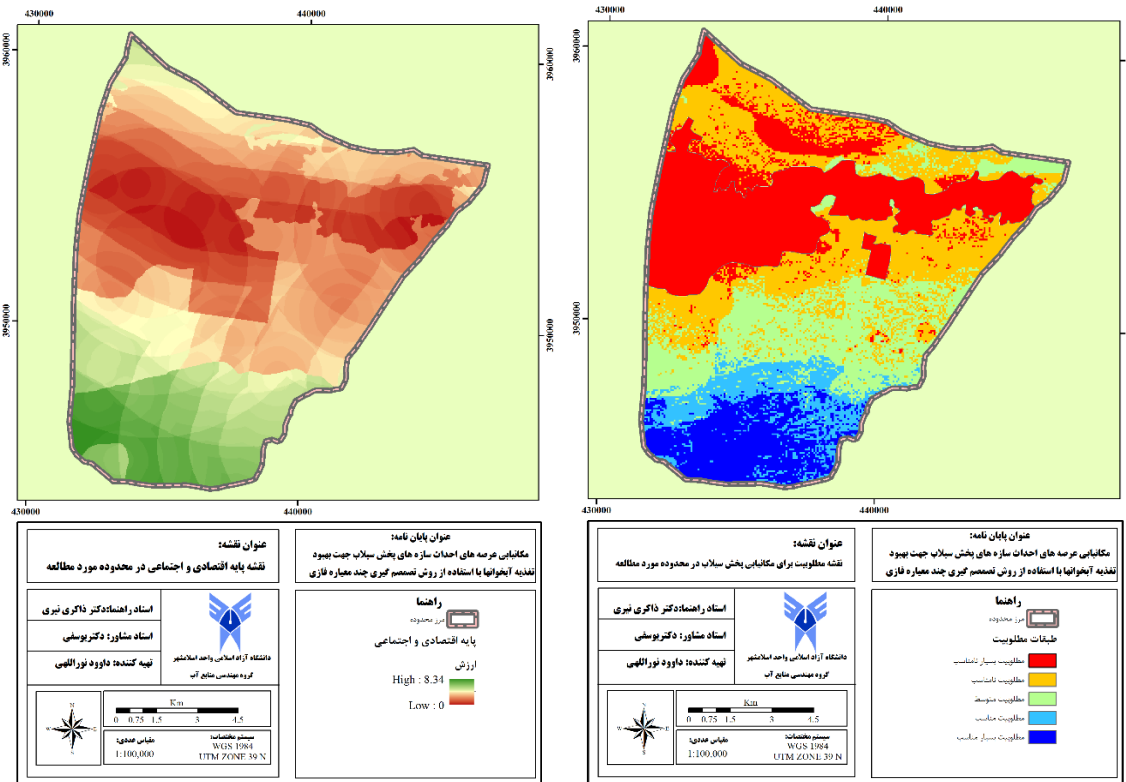 430000
440000
3960000
3960000
3950000
3950000
430000
440000
عنوان نقشه:
نقشه پایه اقتصادی و اجتماعی در محدوده مورد مطالعه
استاد راهنما:دکتر ذاکری نیری
استاد مشاور: دکتریوسفی
تهیه کننده: داوود نوراللهی
دانشگاه آزاد اسلامی واحد اسلامشهر
گروه مهندسی منابع آب
N
W
E
S
Km
0 0.75 1.5 3 4.5
مقیاس عددی:
1:100,000
سیستم مختصات:
WGS 1984
UTM ZONE 39 N
عنوان پایان نامه:
مکانیابی عرصه های احداث سازه های پخش سیلاب جهت بهبود
تغذیه آبخوانها با استفاده از روش تصمصم گیری چند معیاره فازی
راهنما
مرز محدوده
پایه اقتصادی و اجتماعی
ارزش
High : 8.34
Low : 0
430000
440000
3960000
3950000
430000
440000
عنوان نقشه:
نقشه مطلوبیت برای مکانیابی پخش سیلاب در محدوده مورد مطالعه
استاد راهنما:دکتر ذاکری نیری
استاد مشاور: دکتریوسفی
تهیه کننده: داوود نوراللهی
دانشگاه آزاد اسلامی واحد اسلامشهر
گروه مهندسی منابع آب
N
W
E
S
Km
0 0.75 1.5 3 4.5
مقیاس عددی:
1:100,000
سیستم مختصات:
WGS 1984
UTM ZONE 39 N
عنوان پایان نامه:
مکانیابی عرصه های احداث سازه های پخش سیلاب جهت بهبود
تغذیه آبخوانها با استفاده از روش تصمصم گیری چند معیاره فازی
راهنما
مرز محدوده
طبقات مطلوبیت
مطلوبیت بسیار نامناسب
مطلوبیت نامناسب
مطلوبیت متوسط
مطلوبیت مناسب
مطلوبیت بسیار مناسب